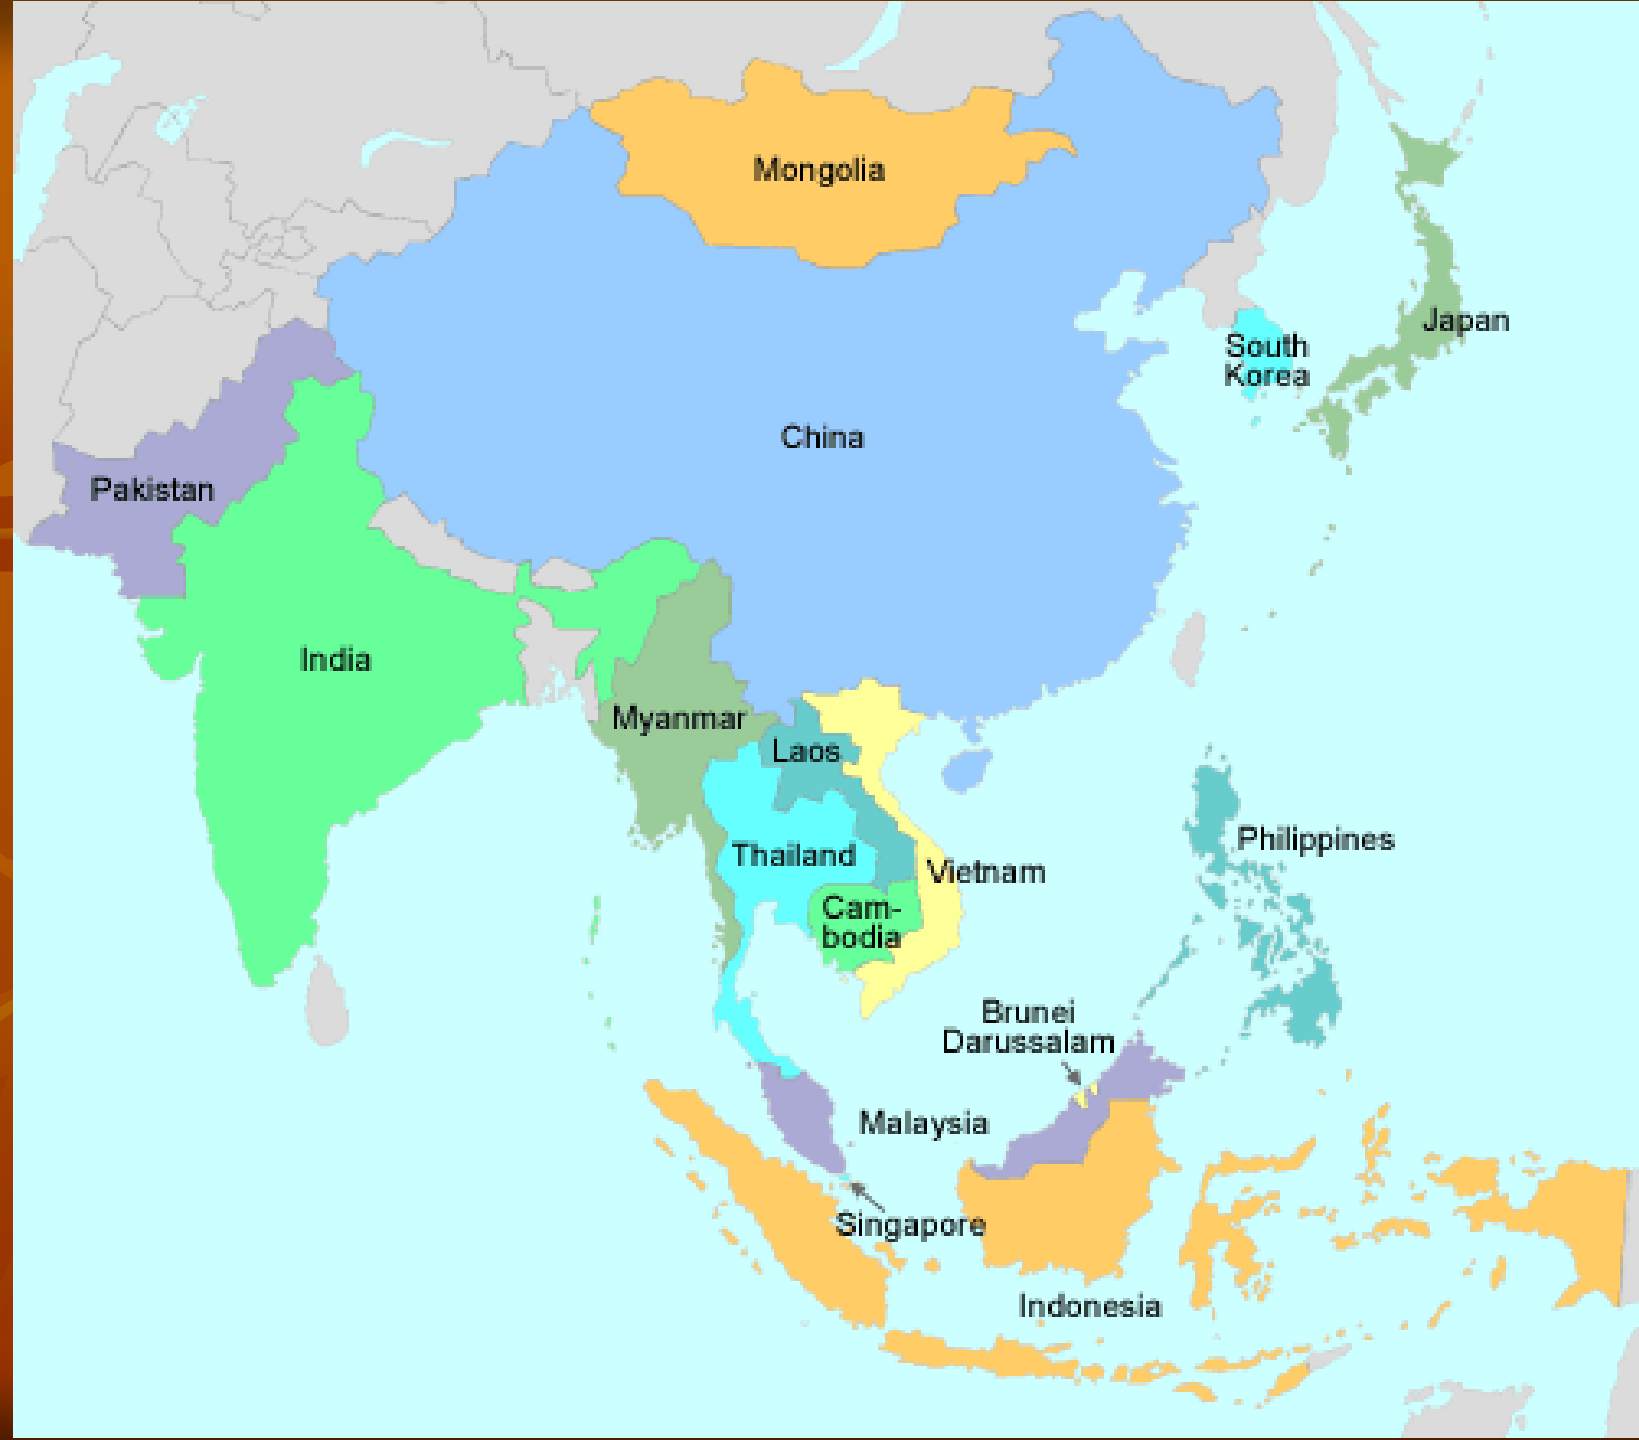 Mongolia
Japan
South
Korea
China
Pakistan
India
Myanmar
Laos
Philippines
Thailand
Vietnam
Cam-
bodia
Brunei
Darussalam
Malaysia
Singapore
Indonesia